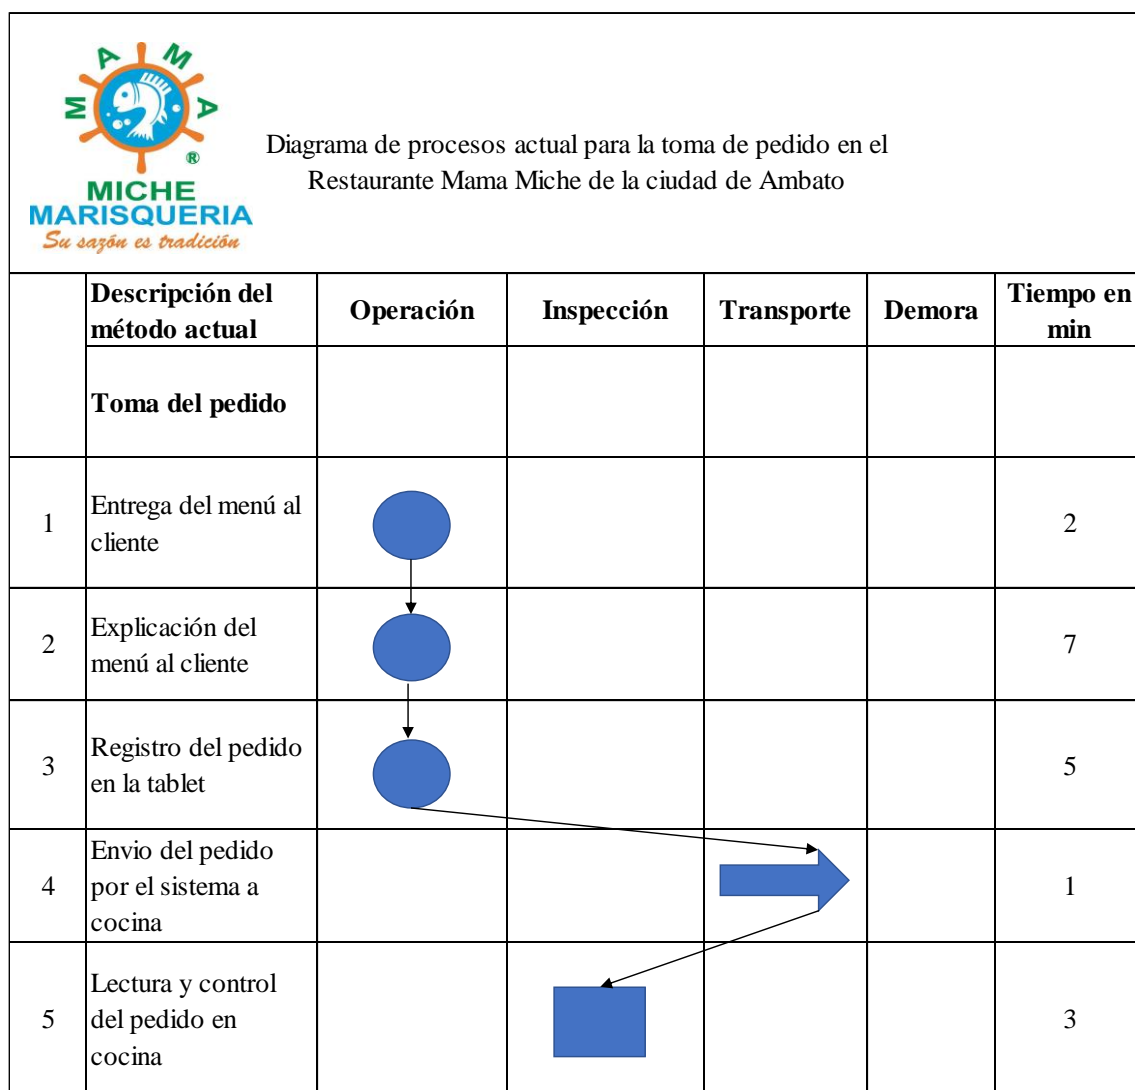 M A M A
®
MICHE
MARISQUERIA
Su sazón es tradición
Diagrama de procesos actual para la toma de pedido en el
Restaurante Mama Miche de la ciudad de Ambato
Descripción del
método actual
Operación
Inspección
Transporte
Demora
Tiempo en
min
Toma del pedido
1
Entrega del menú al
cliente
2
2
Explicación del
menú al cliente
7
3
Registro del pedido
en la tablet
5
4
Envio del pedido
por el sistema a
cocina
1
5
Lectura y control
del pedido en
cocina
3